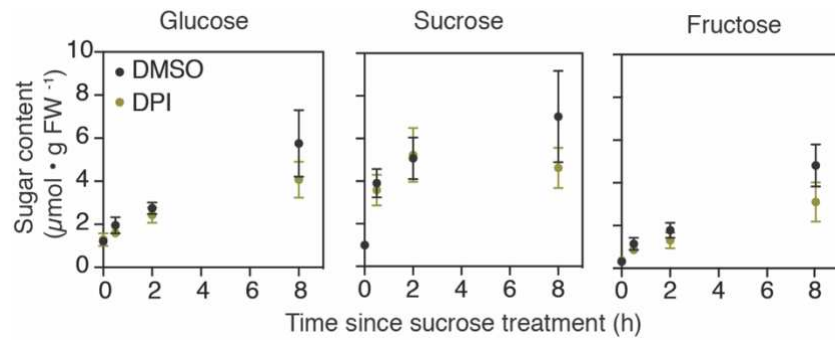 Glucose
Sucrose
Fructose
10
8
6
4
2
0
Sugar content
(µmol • g FW -1)
DMSO
DPI
0 2 4 6 8
0 2 4 6 8
0 2 4 6 8
Time since sucrose treatment (h)